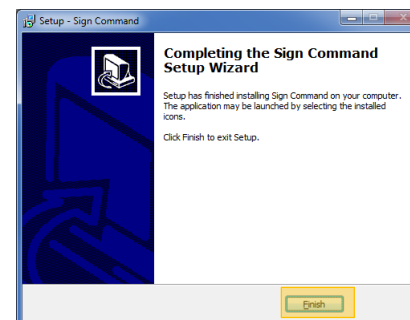 Setup - Sign Command
Completing the Sign Command
Setup Wizard
Setup has finished installing Sign Command on your computer.
The application may be launched by selecting the installed
icons.
Click Finish to exit Setup.
Finish